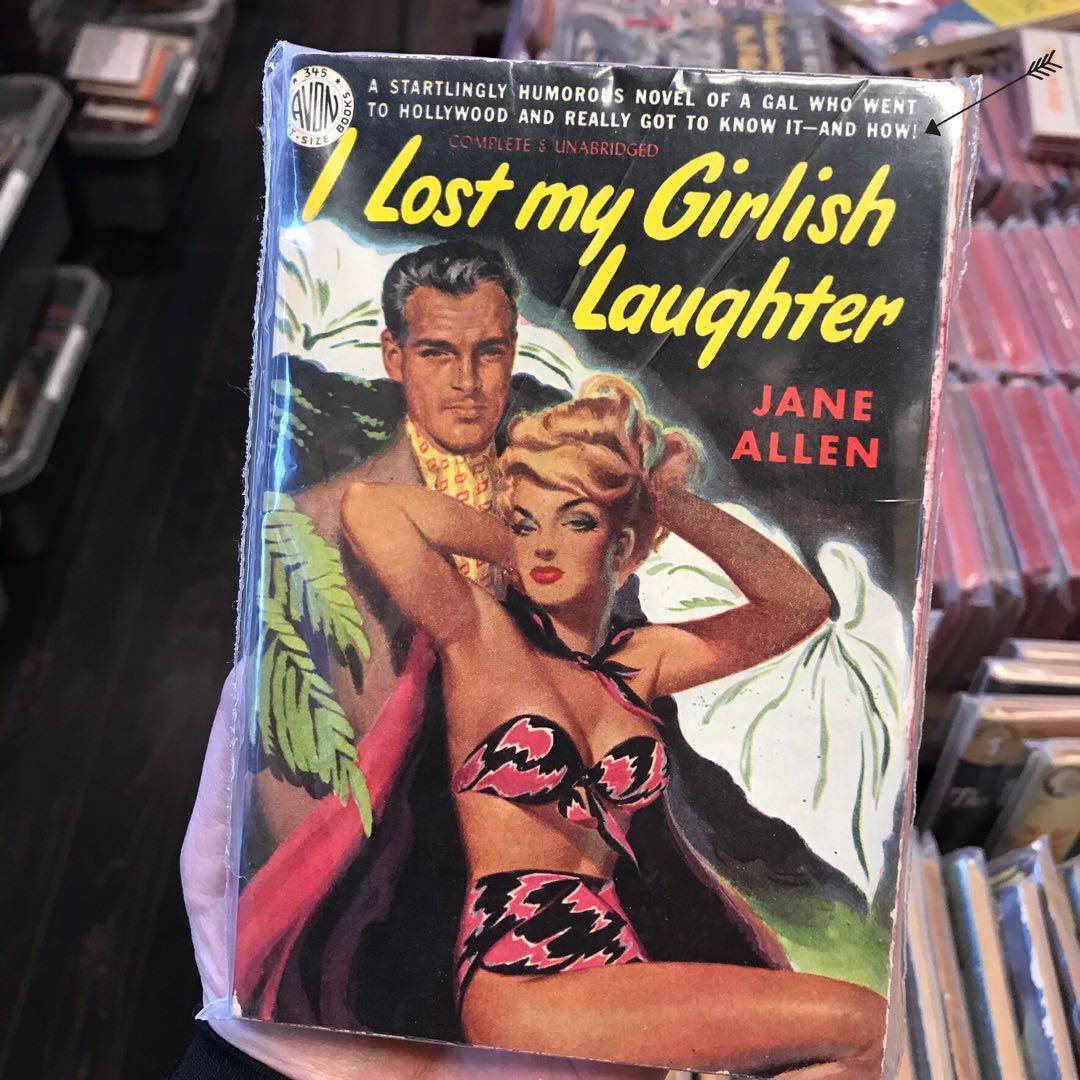 345
AVON
T-SIZE BOOKS
A STARTLINGLY HUMOROUS NOVEL OF A GAL WHO WENT
TO HOLLYWOOD AND REALLY GOT TO KNOW IT—AND HOW!
COMPLETE & UNABRIDGED
I Lost my Girlish
Laughter
JANE
ALLEN
The